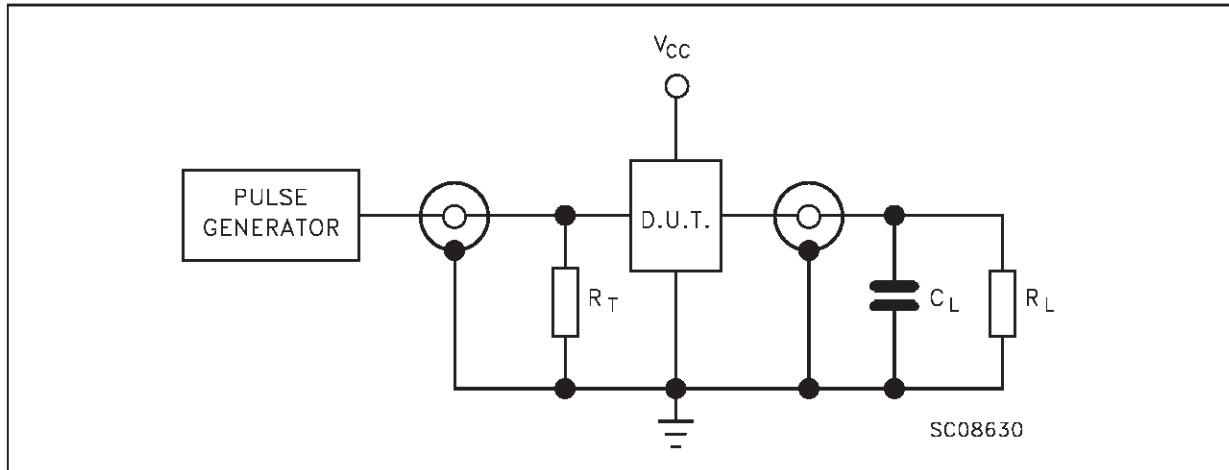 VCC
PULSE
GENERATOR
D.U.T.
RT
CL
RL
SC08630